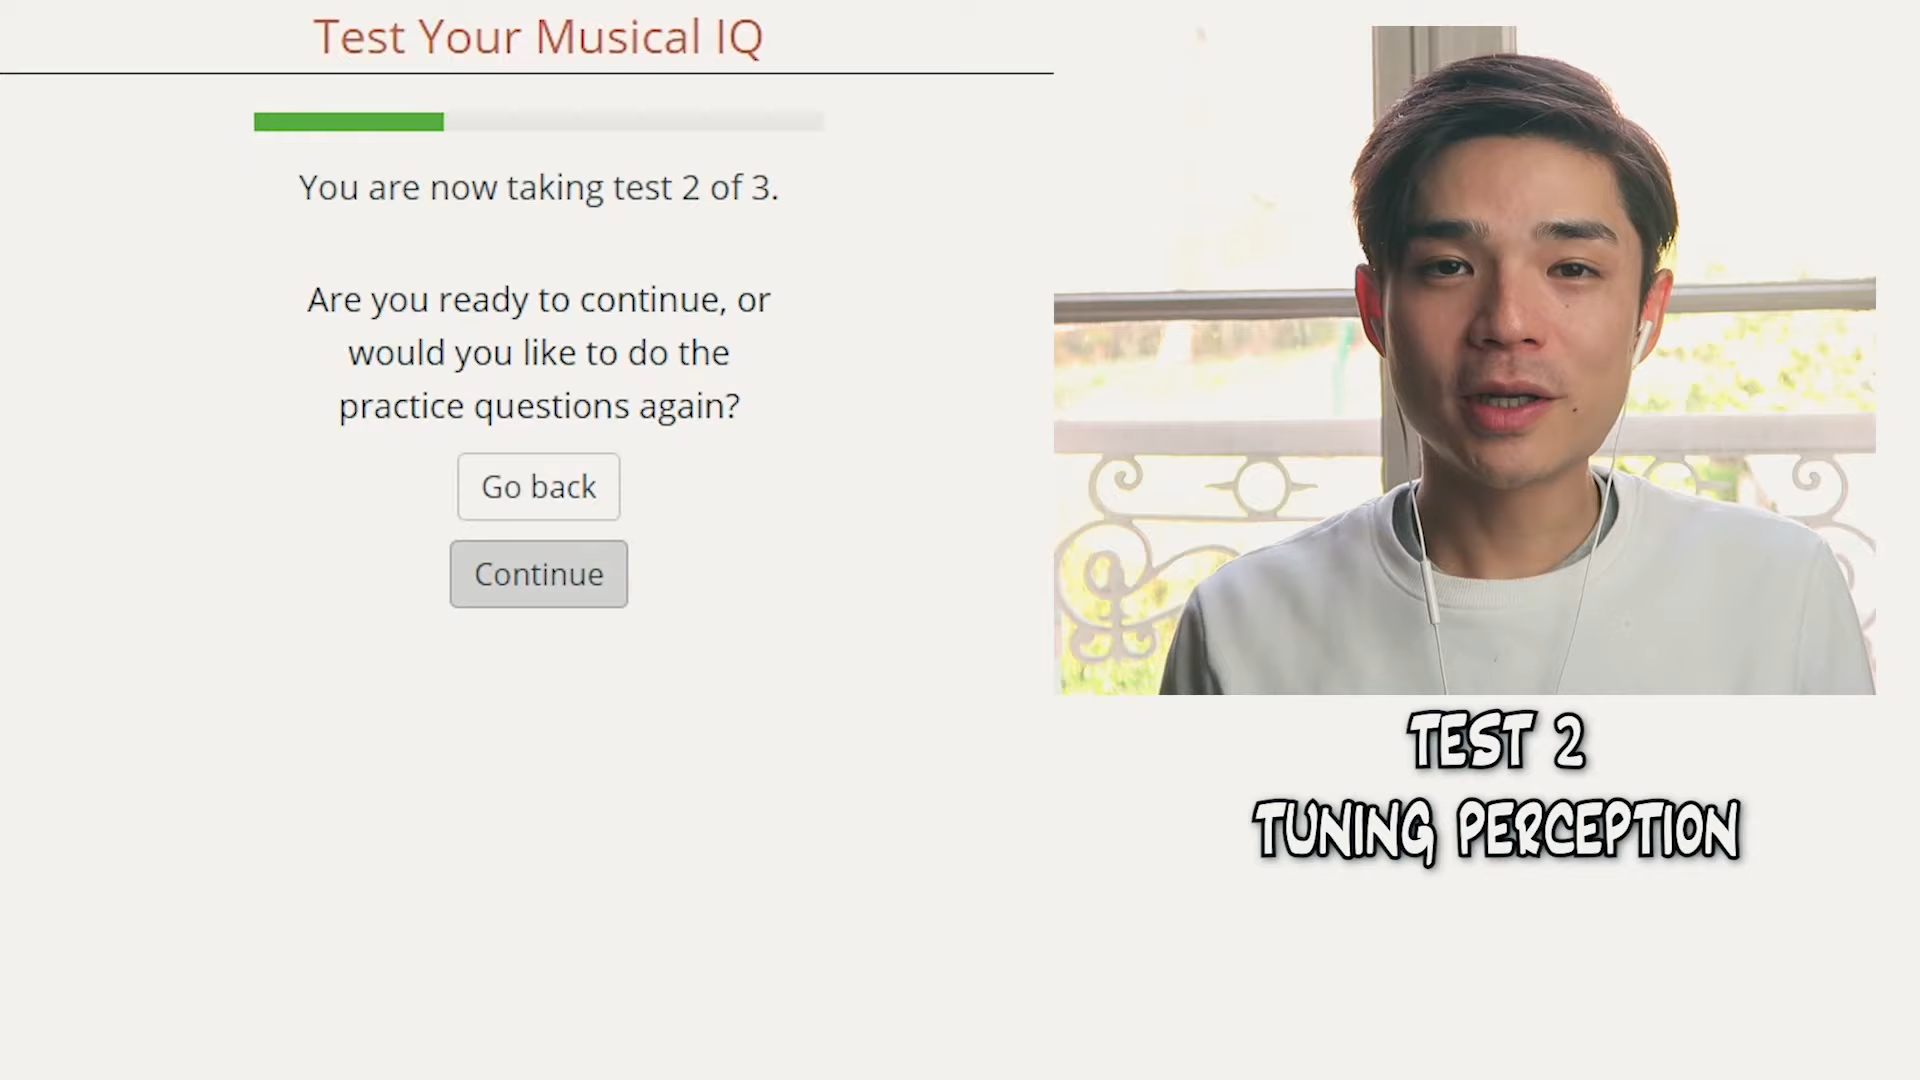 Test Your Musical IQ
You are now taking test 2 of 3.
Are you ready to continue, or
would you like to do the
practice questions again?
Go back
Continue
TEST 2
TUNING PERCEPTION